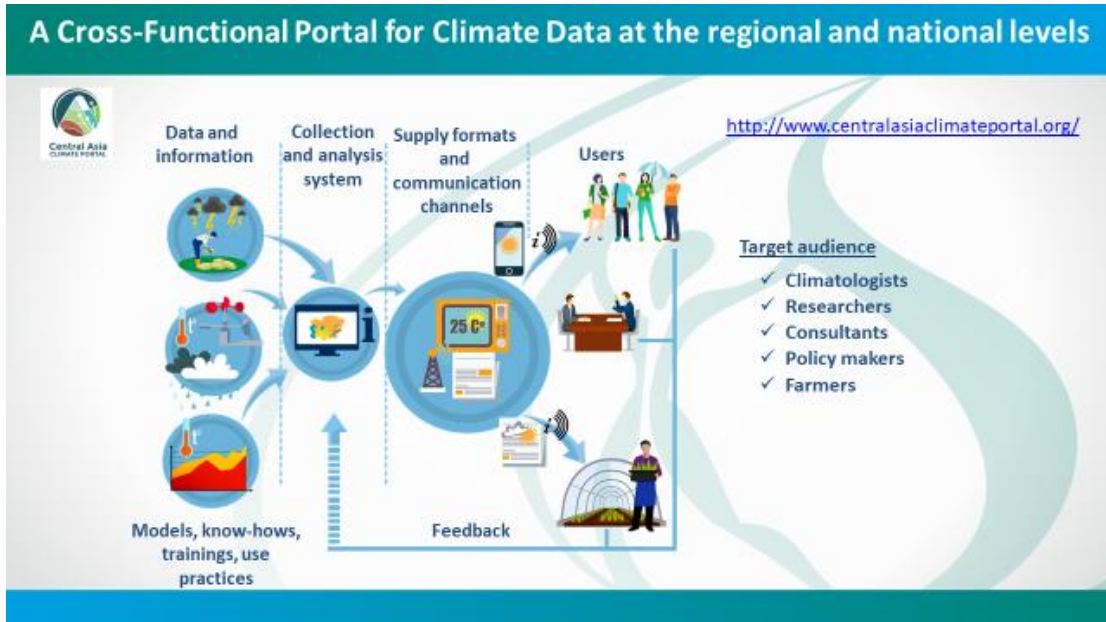 A Cross-Functional Portal for Climate Data at the regional and national levels
Central Asia
CLIMATE PORTAL
http://www.centralasiaclimateportal.org/
Data and
information
Collection
and analysis
system
Supply formats
and
communication
channels
Users
i
i
25 C°
t°
t°
i
Target audience
✓ Climatologists
✓ Researchers
✓ Consultants
✓ Policy makers
✓ Farmers
Models, know-hows,
trainings, use
practices
Feedback